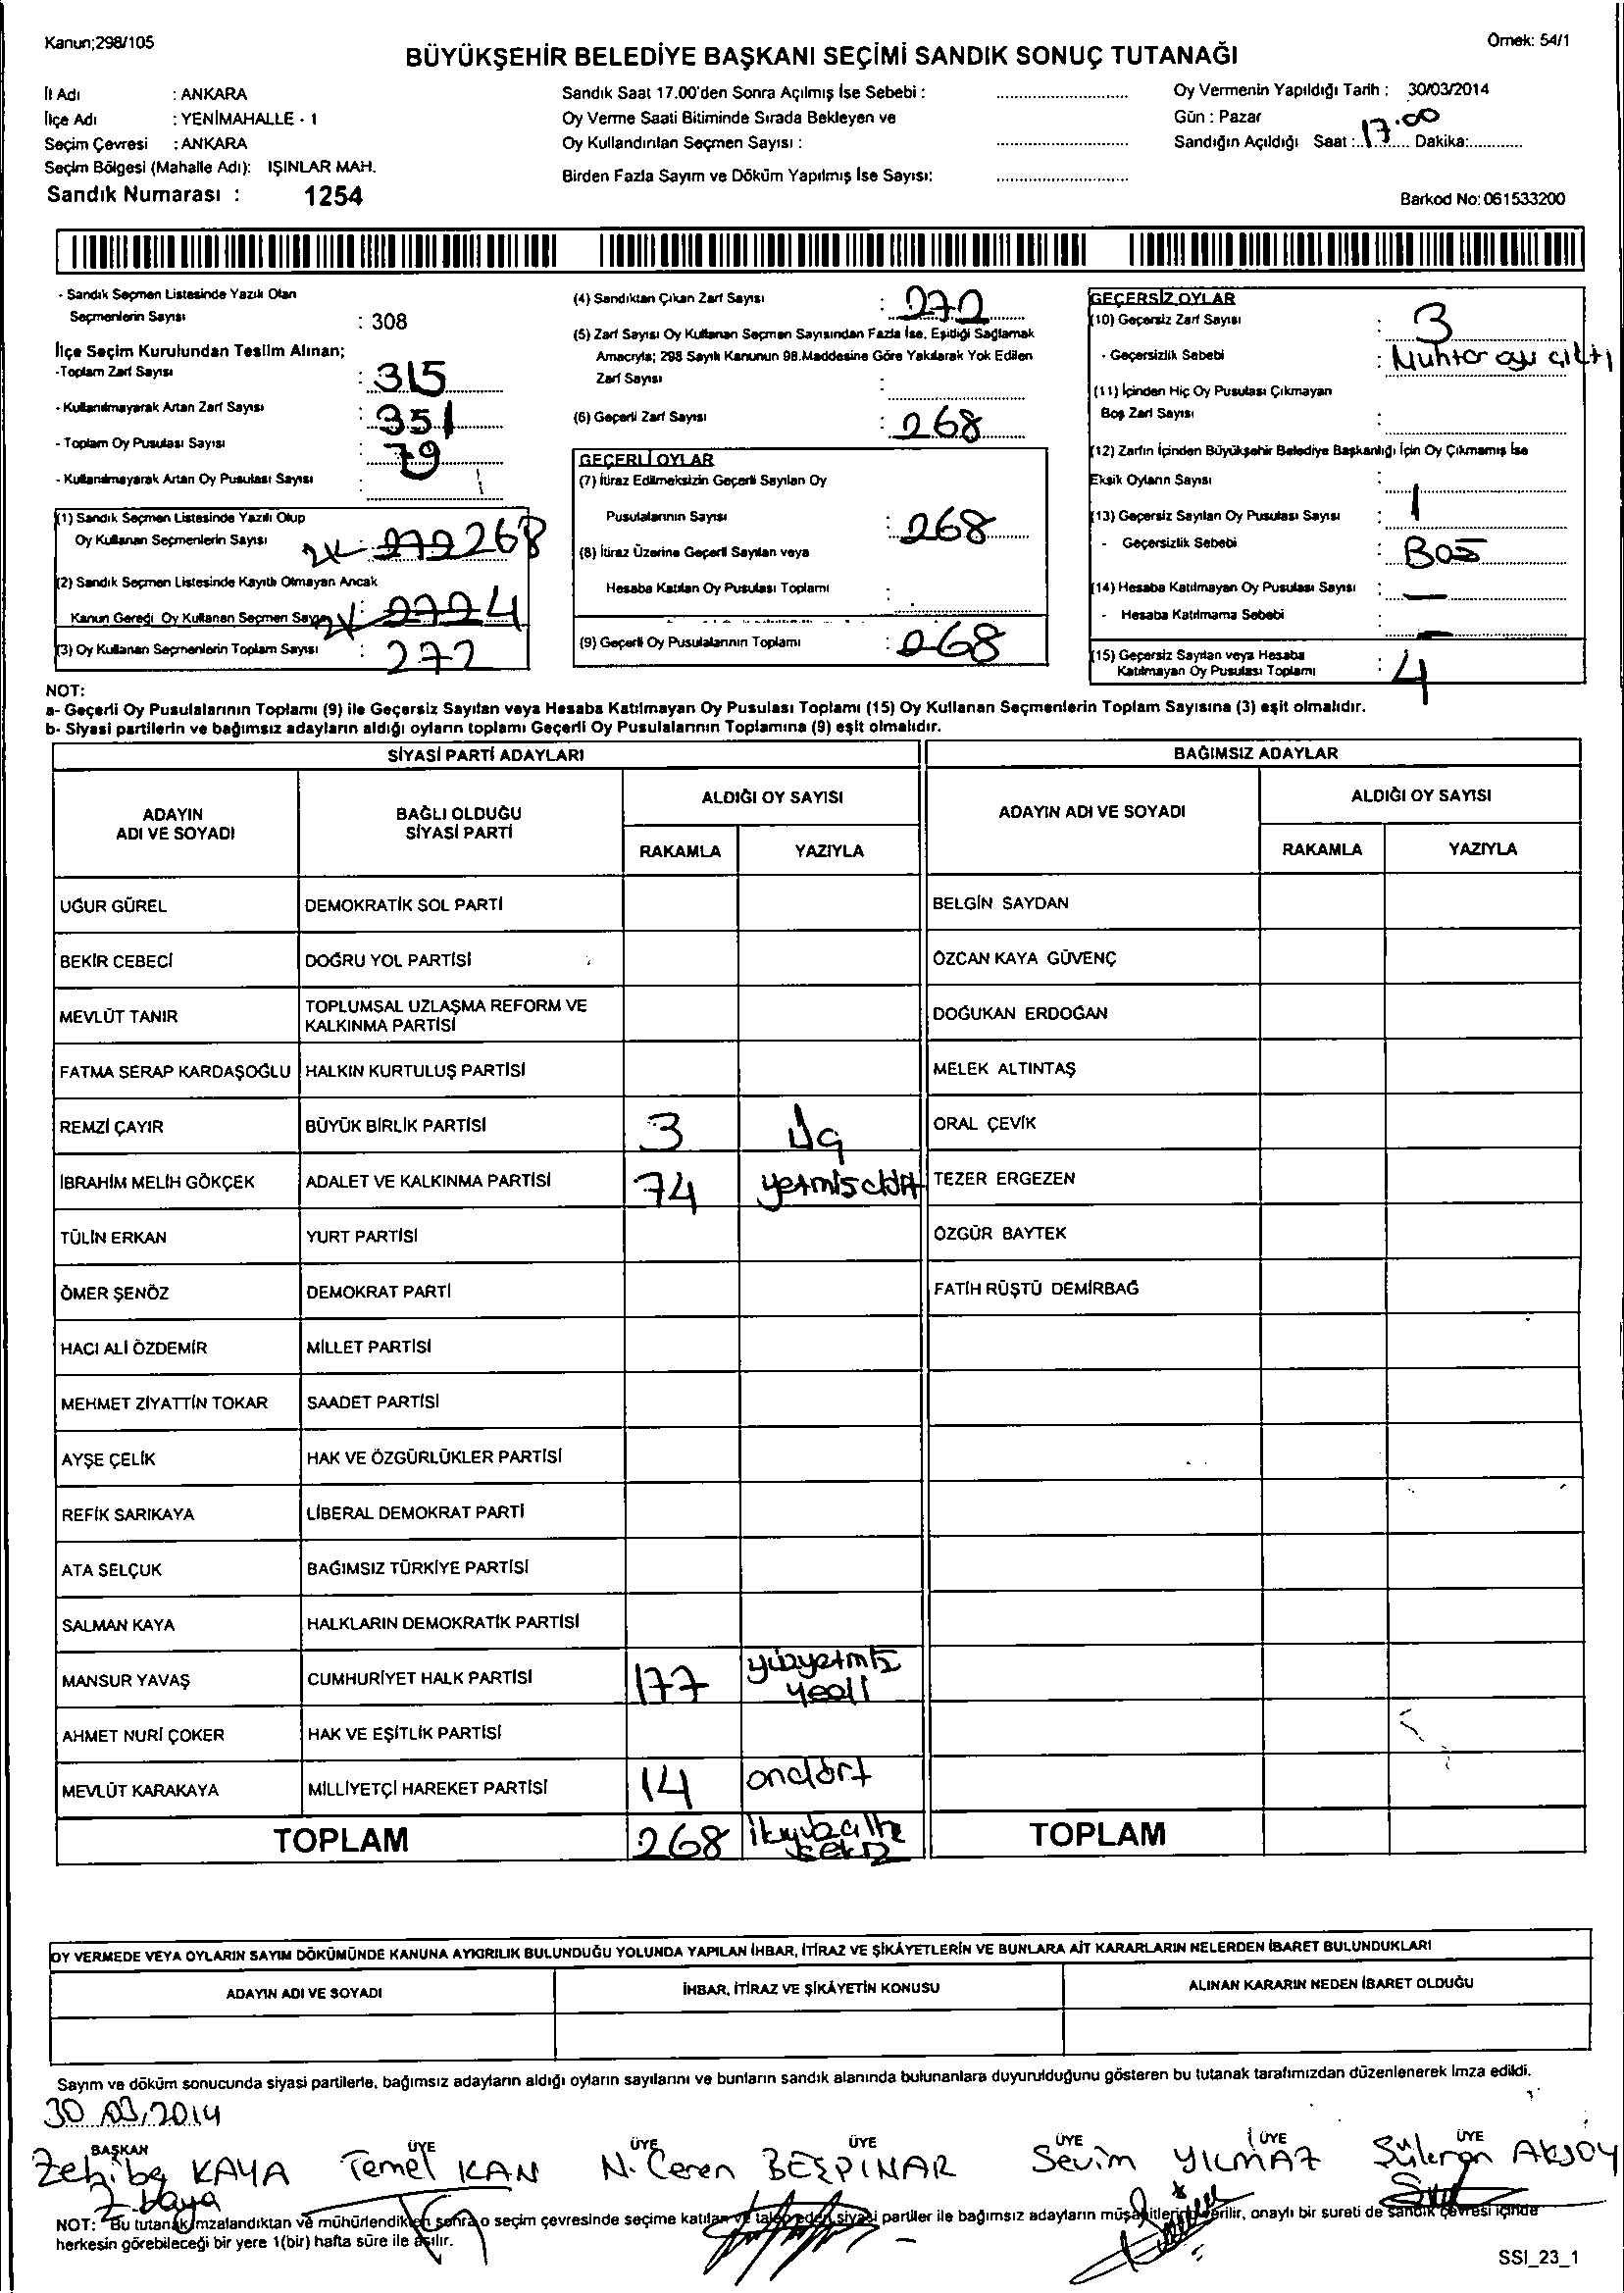 Kanun;298/105
Örnek: 54/1
BÜYÜKŞEHİR BELEDİYE BAŞKANI SEÇİMİ SANDIK SONUÇ TUTANAĞI
İl Adı : ANKARA
İlçe Adı : YENİMAHALLE - 1
Seçim Çevresi : ANKARA
Seçim Bölgesi (Mahalle Adı): IŞINLAR MAH.
Sandık Numarası : 1254
Sandık Saat 17.00'den Sonra Açılmış İse Sebebi :
Oy Verme Saati Bitiminde Sırada Bekleyen ve
Oy Kullandırılan Seçmen Sayısı :
Birden Fazla Sayım ve Döküm Yapılmış İse Sayısı:
Oy Vermenin Yapıldığı Tarih : 30/03/2014
Gün : Pazar
Sandığın Açıldığı Saat :17.00 Dakika:
Barkod No: 061533200
- Sandık Seçmen Listesinde Yazılı Olan
Seçmenlerin Sayısı : 308
İlçe Seçim Kurulundan Teslim Alınan;
-Toplam Zarf Sayısı : 315
- Kullanılmayarak Artan Zarf Sayısı : 351
- Toplam Oy Pusulası Sayısı : 79
- Kullanılmayarak Artan Oy Pusulası Sayısı :
(1) Sandık Seçmen Listesinde Yazılı Olup
Oy Kullanan Seçmenlerin Sayısı : 272 268
(2) Sandık Seçmen Listesinde Kayıtlı Olmayan Ancak
Kanun Gereği Oy Kullanan Seçmen Sayısı : 4
(3) Oy Kullanan Seçmenlerin Toplam Sayısı : 272
(4) Sandıktan Çıkan Zarf Sayısı : 272
(5) Zarf Sayısı Oy Kullanan Seçmen Sayısından Fazla İse, Eşitliği Sağlamak
Amacıyla; 298 Sayılı Kanunun 98.Maddesine Göre Yakılarak Yok Edilen
Zarf Sayısı :
(6) Geçerli Zarf Sayısı : 268
GEÇERLİ OYLAR
(7) İtiraz Edilmeksizin Geçerli Sayılan Oy
Pusulalarının Sayısı : 268
(8) İtiraz Üzerine Geçerli Sayılan veya
Hesaba Katılan Oy Pusulası Toplamı :
(9) Geçerli Oy Pusulalarının Toplamı : 268
GEÇERSİZ OYLAR
(10) Geçersiz Zarf Sayısı : 3
- Geçersizlik Sebebi : Muhtar oyu çıktı
(11) İçinden Hiç Oy Pusulası Çıkmayan
Boş Zarf Sayısı :
(12) Zarfın İçinden Büyükşehir Belediye Başkanlığı İçin Oy Çıkmamış İse
Eksik Oyların Sayısı :
(13) Geçersiz Sayılan Oy Pusulası Sayısı : 1
- Geçersizlik Sebebi : BOŞ
(14) Hesaba Katılmayan Oy Pusulası Sayısı : —
- Hesaba Katılmama Sebebi : —
(15) Geçersiz Sayılan veya Hesaba
Katılmayan Oy Pusulası Toplamı : 4
NOT:
a- Geçerli Oy Pusulalarının Toplamı (9) ile Geçersiz Sayılan veya Hesaba Katılmayan Oy Pusulası Toplamı (15) Oy Kullanan Seçmenlerin Toplam Sayısına (3) eşit olmalıdır.
b- Siyasi partilerin ve bağımsız adayların aldığı oyların toplamı Geçerli Oy Pusulalarının Toplamına (9) eşit olmalıdır.
SİYASİ PARTİ ADAYLARI BAĞIMSIZ ADAYLAR
ADAYIN ADI VE SOYADI BAĞLI OLDUĞU SİYASİ PARTİ ALDIĞI OY SAYISI ADAYIN ADI VE SOYADI ALDIĞI OY SAYISI
RAKAMLA YAZIYLA RAKAMLA YAZIYLA
UĞUR GÜREL DEMOKRATİK SOL PARTİ BELGİN SAYDAN
BEKİR CEBECİ DOĞRU YOL PARTİSİ ÖZCAN KAYA GÜVENÇ
MEVLÜT TANIR TOPLUMSAL UZLAŞMA REFORM VE KALKINMA PARTİSİ DOĞUKAN ERDOĞAN
FATMA SERAP KARDAŞOĞLU HALKIN KURTULUŞ PARTİSİ MELEK ALTINTAŞ
REMZİ ÇAYIR BÜYÜK BİRLİK PARTİSİ 3 Üç ORAL ÇEVİK
İBRAHİM MELİH GÖKÇEK ADALET VE KALKINMA PARTİSİ 74 yetmişdört TEZER ERGEZEN
TÜLİN ERKAN YURT PARTİSİ ÖZGÜR BAYTEK
ÖMER ŞENÖZ DEMOKRAT PARTİ FATİH RÜŞTÜ DEMİRBAĞ
HACI ALİ ÖZDEMİR MİLLET PARTİSİ
MEHMET ZİYATTİN TOKAR SAADET PARTİSİ
AYŞE ÇELİK HAK VE ÖZGÜRLÜKLER PARTİSİ
REFİK SARIKAYA LİBERAL DEMOKRAT PARTİ
ATA SELÇUK BAĞIMSIZ TÜRKİYE PARTİSİ
SALMAN KAYA HALKLARIN DEMOKRATİK PARTİSİ
MANSUR YAVAŞ CUMHURİYET HALK PARTİSİ 177 yüzyetmiş yedi
AHMET NURİ ÇOKER HAK VE EŞİTLİK PARTİSİ
MEVLÜT KARAKAYA MİLLİYETÇİ HAREKET PARTİSİ 14 ondört
TOPLAM 268 TOPLAM
OY VERMEDE VEYA OYLARIN SAYIM DÖKÜMÜNDE KANUNA AYKIRILIK BULUNDUĞU YOLUNDA YAPILAN İHBAR, İTİRAZ VE ŞİKÂYETLERİN VE BUNLARA AİT KARARLARIN NELERDEN İBARET BULUNDUKLARI
ADAYIN ADI VE SOYADI İHBAR, İTİRAZ VE ŞİKÂYETİN KONUSU ALINAN KARARIN NEDEN İBARET OLDUĞU
Sayım ve döküm sonucunda siyasi partilerle, bağımsız adayların aldığı oyların sayılarını ve bunların sandık alanında bulunanlara duyurulduğunu gösteren bu tutanak tarafımızdan düzenlenerek imza edildi.
30.03.2014
BAŞKAN ÜYE ÜYE ÜYE ÜYE ÜYE ÜYE
Zehiba KAYA Temel KAN N. Ceren BEŞPINAR Sevim YILMAZ AKSOY
Z. Kaya
NOT: Bu tutanak imzalandıktan ve mühürlendikten sonra o seçim çevresinde seçime katılan ve talep eden siyasi partiler ile bağımsız adayların müşahitlerine verilir, onaylı bir sureti de sandık çevresi içinde
herkesin görebileceği bir yere 1(bir) hafta süre ile asılır.
SSI_23_1